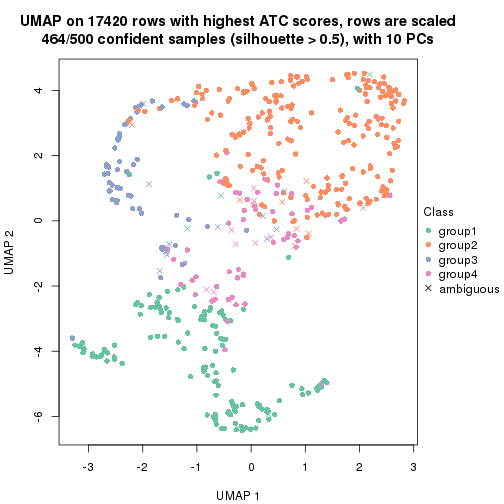 UMAP on 17420 rows with highest ATC scores, rows are scaled
464/500 confident samples (silhouette > 0.5), with 10 PCs
4
2
0
-2
-4
-6
UMAP 2
-3
-2
-1
0
1
2
3
UMAP 1
Class
group1
group2
group3
group4
ambiguous